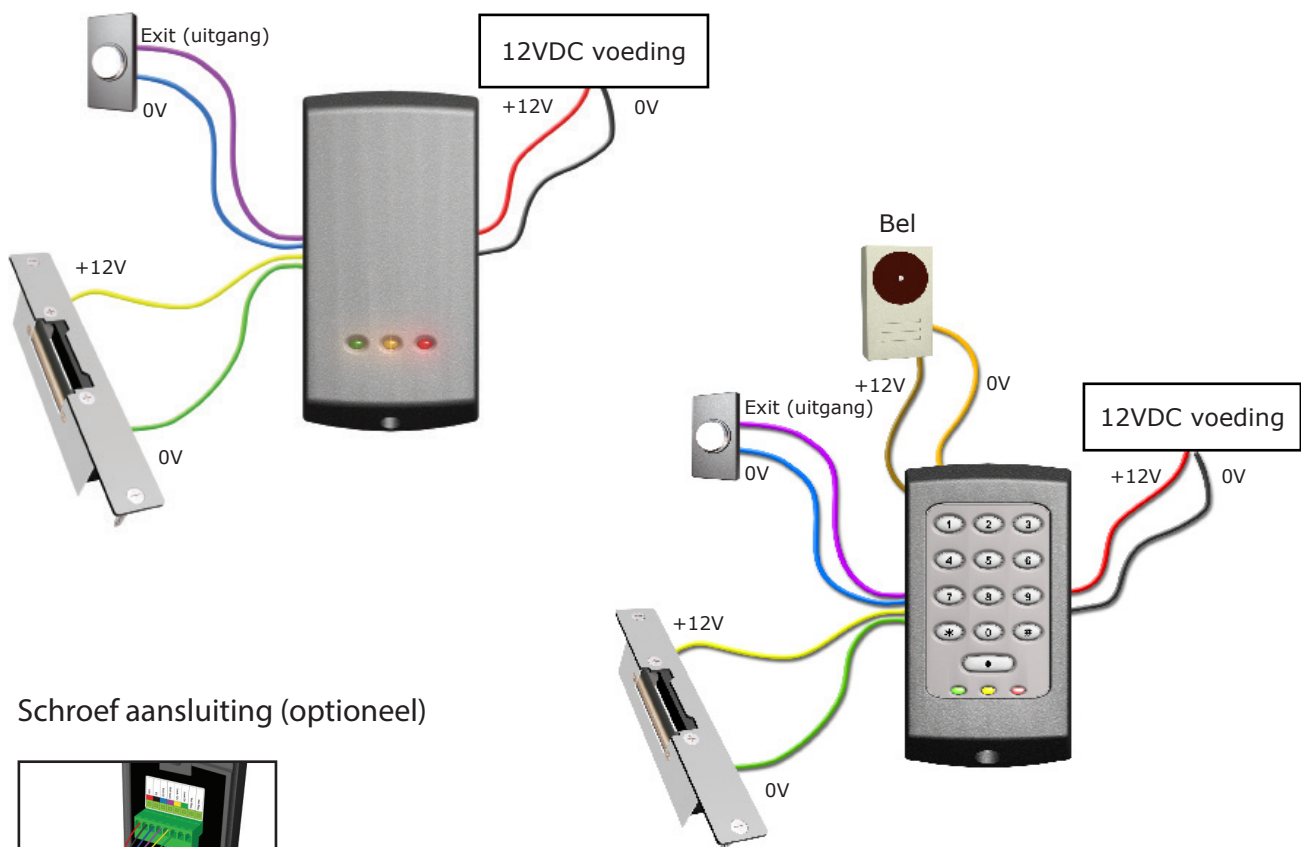 Exit (uitgang)
0V
12VDC voeding
+12V
0V
+12V
0V
Bel
+12V
0V
Exit (uitgang)
0V
12VDC voeding
+12V
0V
1 2 3
4 5 6
7 8 9
* 0 #
+12V
0V
Schroef aansluiting (optioneel)